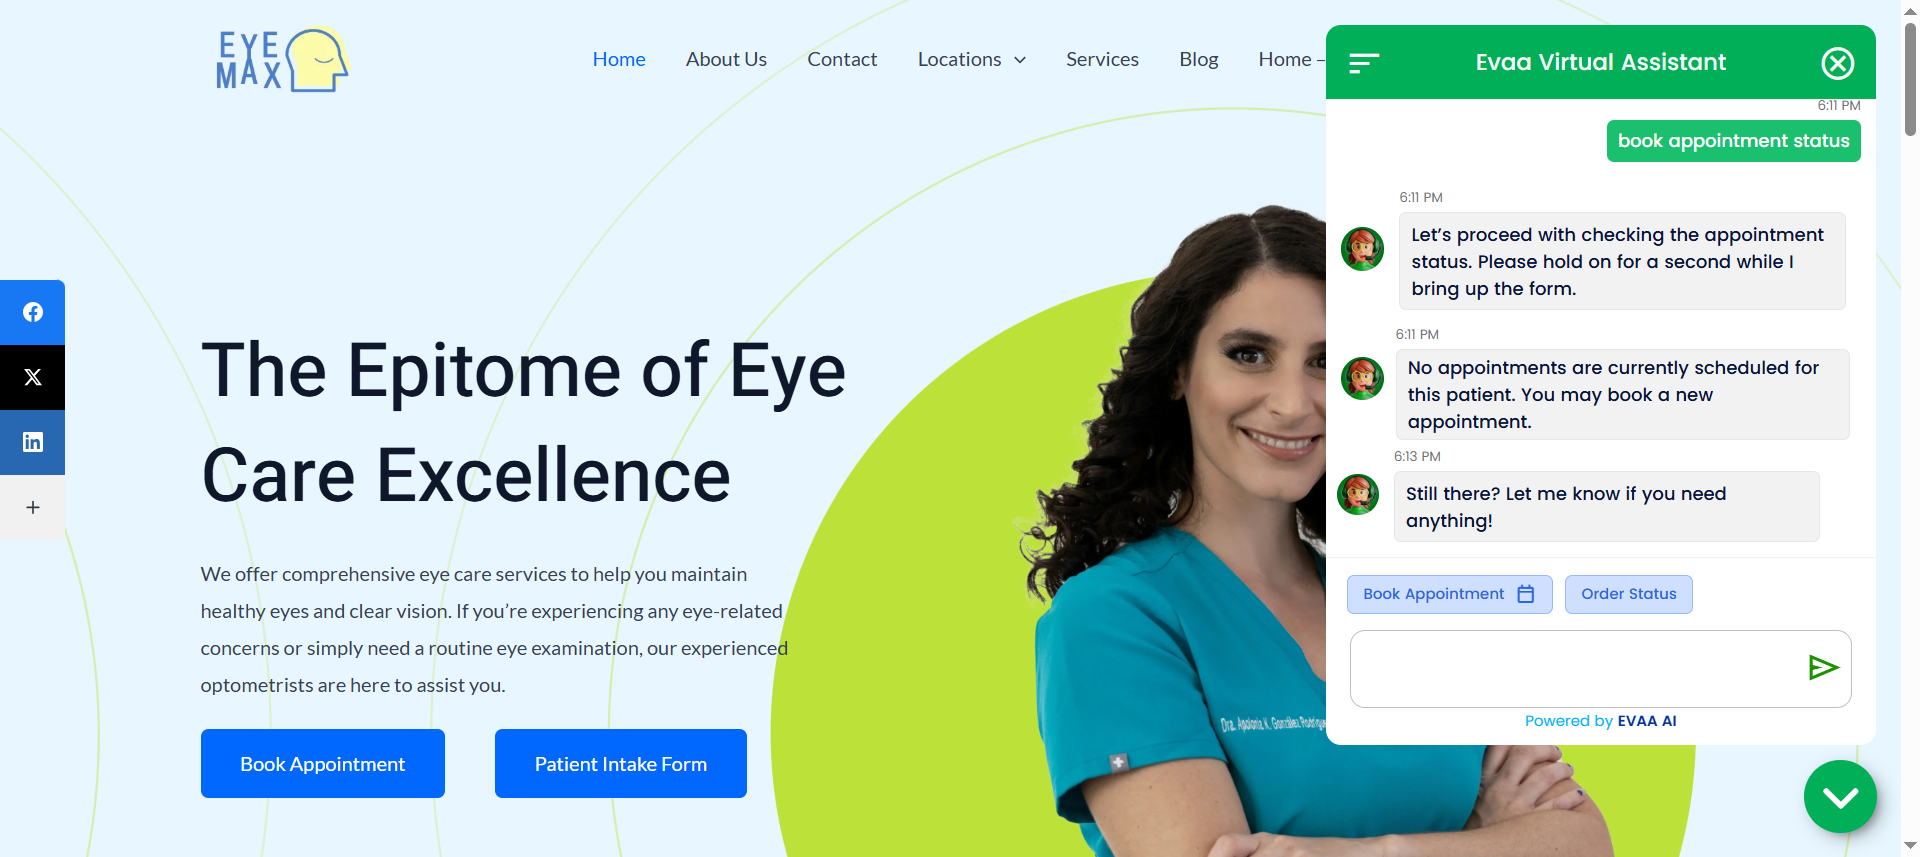 EYE
MAX
Home
About Us
Contact
Locations
Services
Blog
Home –
The Epitome of Eye
Care Excellence
We offer comprehensive eye care services to help you maintain
healthy eyes and clear vision. If you’re experiencing any eye-related
concerns or simply need a routine eye examination, our experienced
optometrists are here to assist you.
Book Appointment
Patient Intake Form
Dra. Apolonia K. González Rodrígue
Evaa Virtual Assistant
6:11 PM
book appointment status
6:11 PM
Let’s proceed with checking the appointment
status. Please hold on for a second while I
bring up the form.
6:11 PM
No appointments are currently scheduled for
this patient. You may book a new
appointment.
6:13 PM
Still there? Let me know if you need
anything!
Book Appointment
Order Status
Powered by EVAA AI